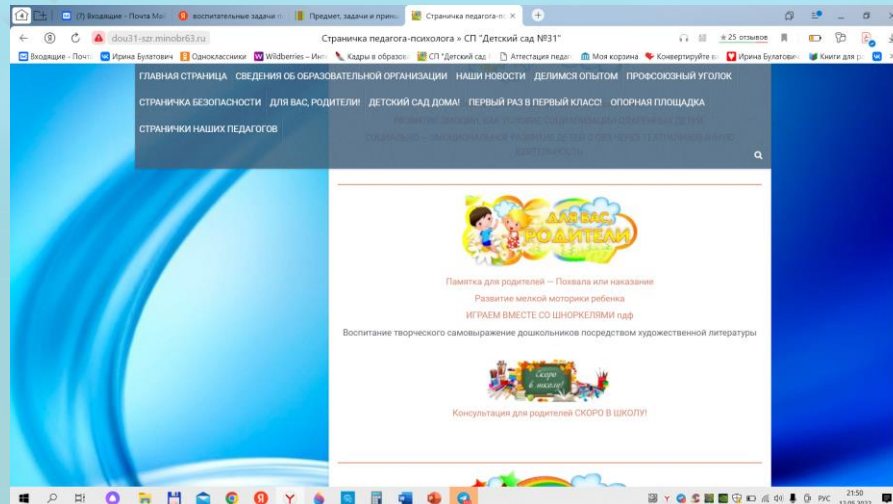 (7) Входящие - Почта Mai
воспитательные задачи п
Предмет, задачи и принц
Страничка педагога-п
dou31-szr.minobr63.ru
Страничка педагога-психолога » СП "Детский сад №31"
25 отзывов
Входящие - Почт
Ирина Булатович
Одноклассники
Wildberries – Инте
Кадры в образов
СП "Детский сад
Аттестация педаг
Моя корзина
Конвертируйте в
Ирина Булатович
Книги для р
ГЛАВНАЯ СТРАНИЦА СВЕДЕНИЯ ОБ ОБРАЗОВАТЕЛЬНОЙ ОРГАНИЗАЦИИ НАШИ НОВОСТИ ДЕЛИМСЯ ОПЫТОМ ПРОФСОЮЗНЫЙ УГОЛОК
СТРАНИЧКА БЕЗОПАСНОСТИ ДЛЯ ВАС, РОДИТЕЛИ! ДЕТСКИЙ САД ДОМА! ПЕРВЫЙ РАЗ В ПЕРВЫЙ КЛАСС! ОПОРНАЯ ПЛОЩАДКА
СТРАНИЧКИ НАШИХ ПЕДАГОГОВ
ДЛЯ ВАС,
РОДИТЕЛИ
Памятка для родителей — Похвала или наказание
Развитие мелкой моторики ребенка
ИГРАЕМ ВМЕСТЕ СО ШНОРКЕЛЯМИ пдф
Воспитание творческого самовыражение дошкольников посредством художественной литературы
Скоро
в школу!
Консультация для родителей СКОРО В ШКОЛУ!
РУС
21:50